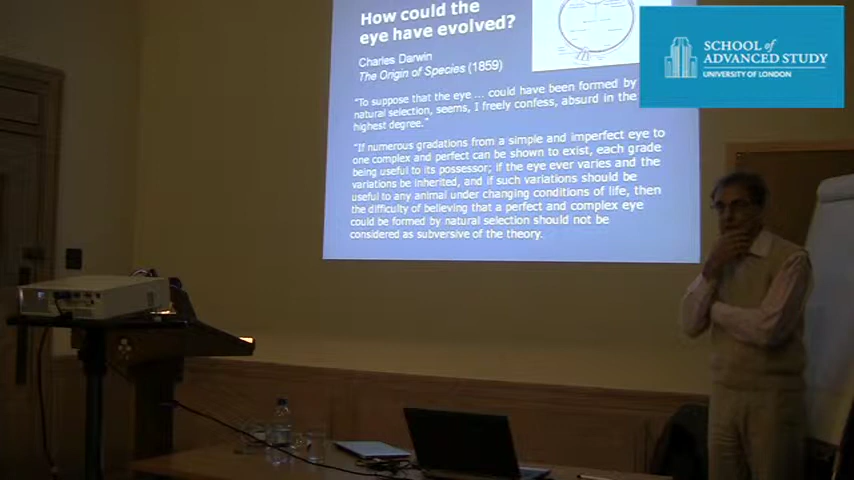 How could the
eye have evolved?
Charles Darwin
The Origin of Species (1859)
"To suppose that the eye ... could have been formed by
natural selection, seems, I freely confess, absurd in the
highest degree."
"If numerous gradations from a simple and imperfect eye to
one complex and perfect can be shown to exist, each grade
being useful to its possessor; if the eye ever varies and the
variations be inherited, and if such variations should be
useful to any animal under changing conditions of life, then
the difficulty of believing that a perfect and complex eye
could be formed by natural selection should not be
considered as subversive of the theory.
SCHOOL of
ADVANCED STUDY
UNIVERSITY OF LONDON